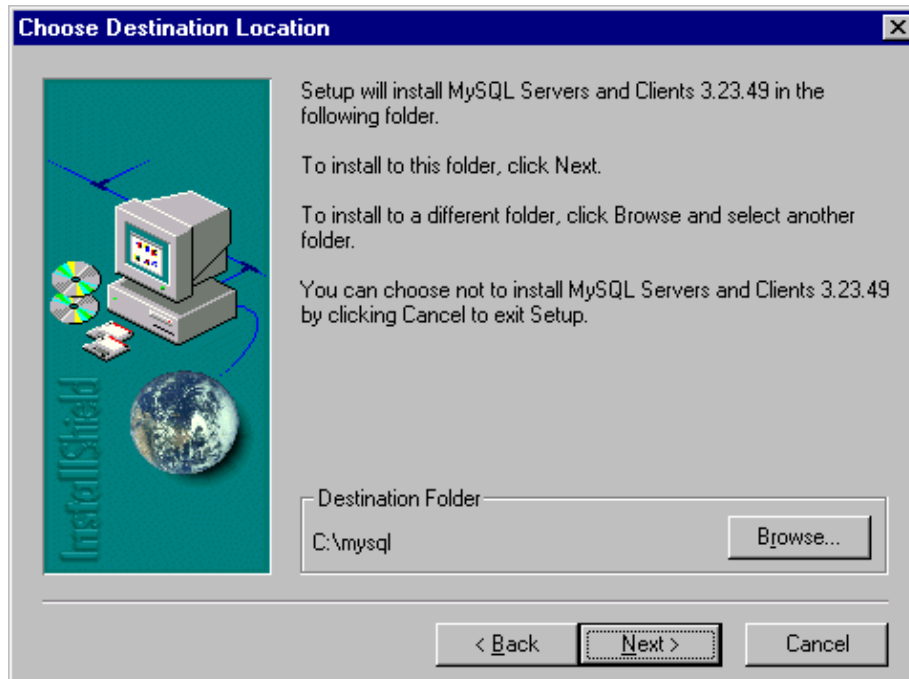 Choose Destination Location
Setup will install MySQL Servers and Clients 3.23.49 in the
following folder.
To install to this folder, click Next.
To install to a different folder, click Browse and select another
folder.
You can choose not to install MySQL Servers and Clients 3.23.49
by clicking Cancel to exit Setup.
InstallShield
Destination Folder
C:\mysql
Browse...
< Back
Next >
Cancel